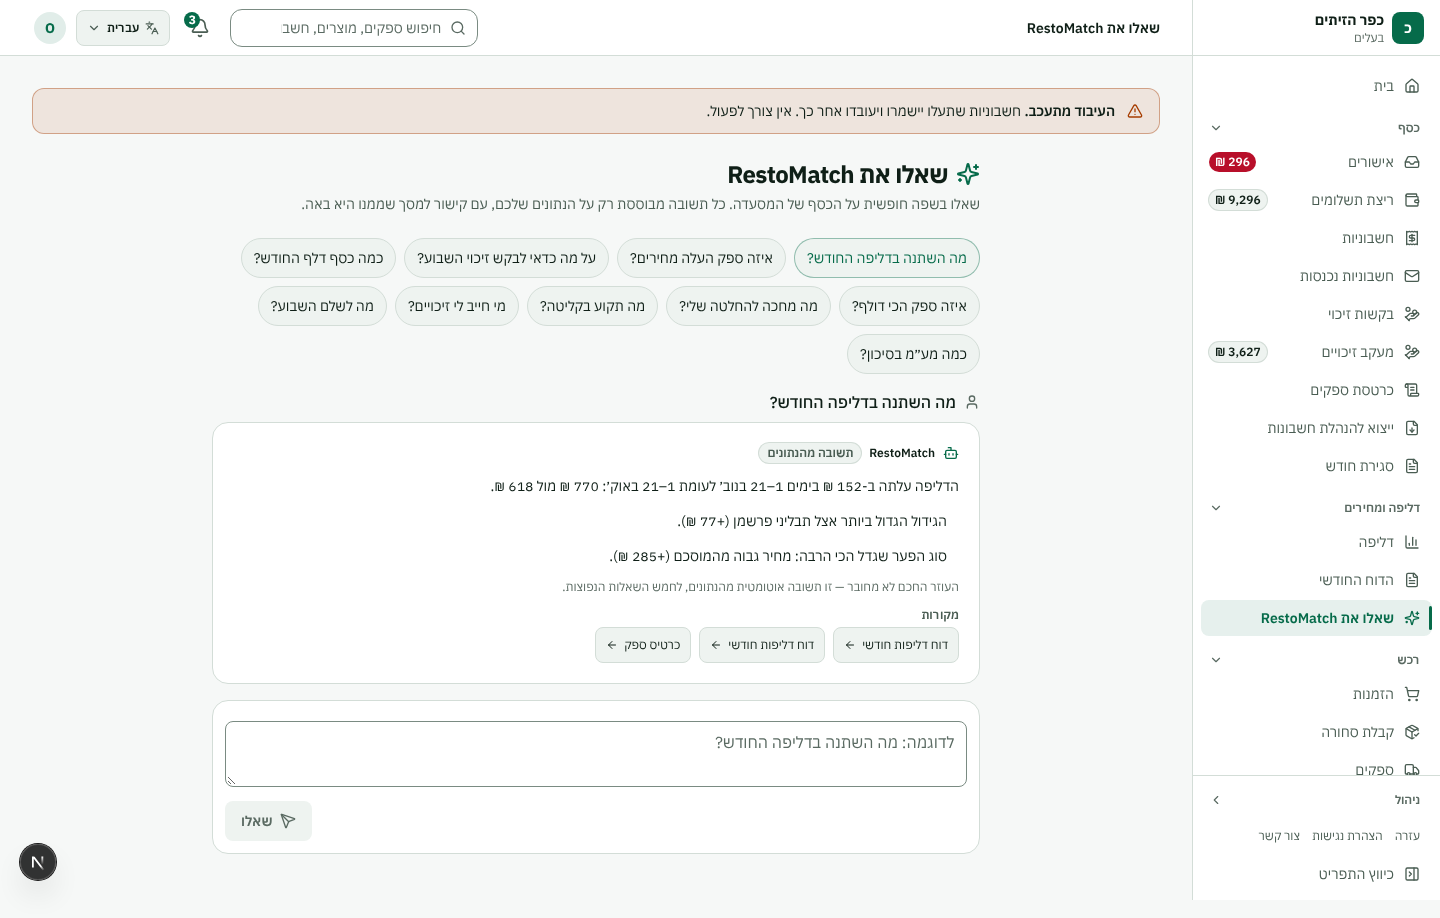 כ
כפר הזיתים
בעלים
שאלו את RestoMatch
חיפוש ספקים, מוצרים, חשב
3
עברית
O
בית
כסף
אישורים
296 ₪
ריצת תשלומים
9,296 ₪
חשבוניות
חשבוניות נכנסות
בקשות זיכוי
מעקב זיכויים
3,627 ₪
כרטסת ספקים
ייצוא להנהלת חשבונות
סגירת חודש
דליפה ומחירים
דליפה
הדוח החודשי
שאלו את RestoMatch
רכש
הזמנות
קבלת סחורה
ספקים
ניהול
עזרה הצהרת נגישות צור קשר
כיווץ התפריט
העיבוד מתעכב. חשבוניות שתעלו יישמרו ויעובדו אחר כך. אין צורך לפעול.
שאלו את RestoMatch
שאלו בשפה חופשית על הכסף של המסעדה. כל תשובה מבוססת רק על הנתונים שלכם, עם קישור למסך שממנו היא באה.
מה השתנה בדליפה החודש? איזה ספק העלה מחירים? על מה כדאי לבקש זיכוי השבוע? כמה כסף דלף החודש?
איזה ספק הכי דולף? מה מחכה להחלטה שלי? מה תקוע בקליטה? מי חייב לי זיכויים? מה לשלם השבוע?
כמה מע״מ בסיכון?
מה השתנה בדליפה החודש?
RestoMatch תשובה מהנתונים
הדליפה עלתה ב-152 ₪ בימים 1–21 בנוב׳ לעומת 1–21 באוק׳: 770 ₪ מול 618 ₪.
הגידול הגדול ביותר אצל תבליני פרשמן (+77 ₪).
סוג הפער שגדל הכי הרבה: מחיר גבוה מהמוסכם (+285 ₪).
העוזר החכם לא מחובר — זו תשובה אוטומטית מהנתונים, לחמש השאלות הנפוצות.
מקורות
דוח דליפות חודשי ← דוח דליפות חודשי ← כרטיס ספק ←
לדוגמה: מה השתנה בדליפה החודש?
שאלו
N